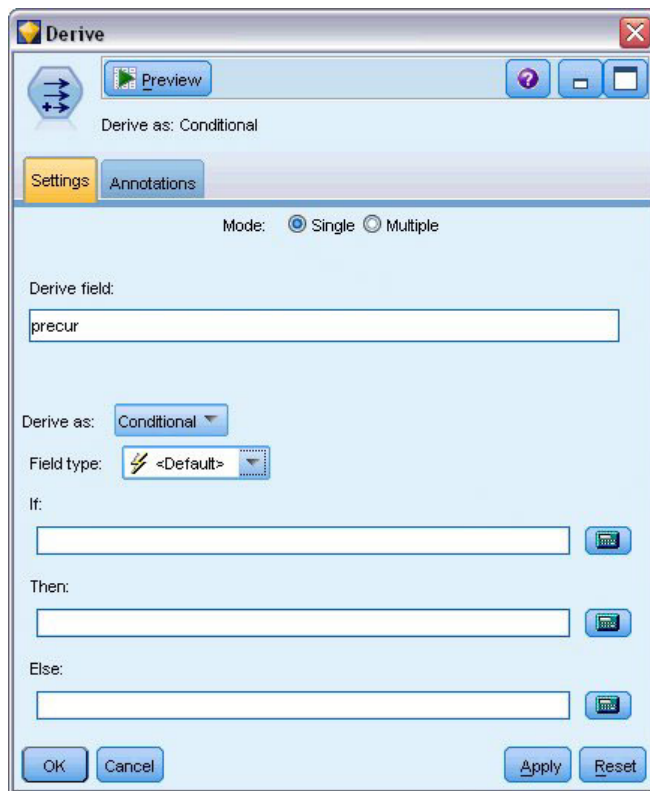 Derive
Preview
Derive as: Conditional
Settings Annotations
Mode: Single Multiple
Derive field:
precur
Derive as: Conditional
Field type: <Default>
If:
Then:
Else:
OK Cancel Apply Reset